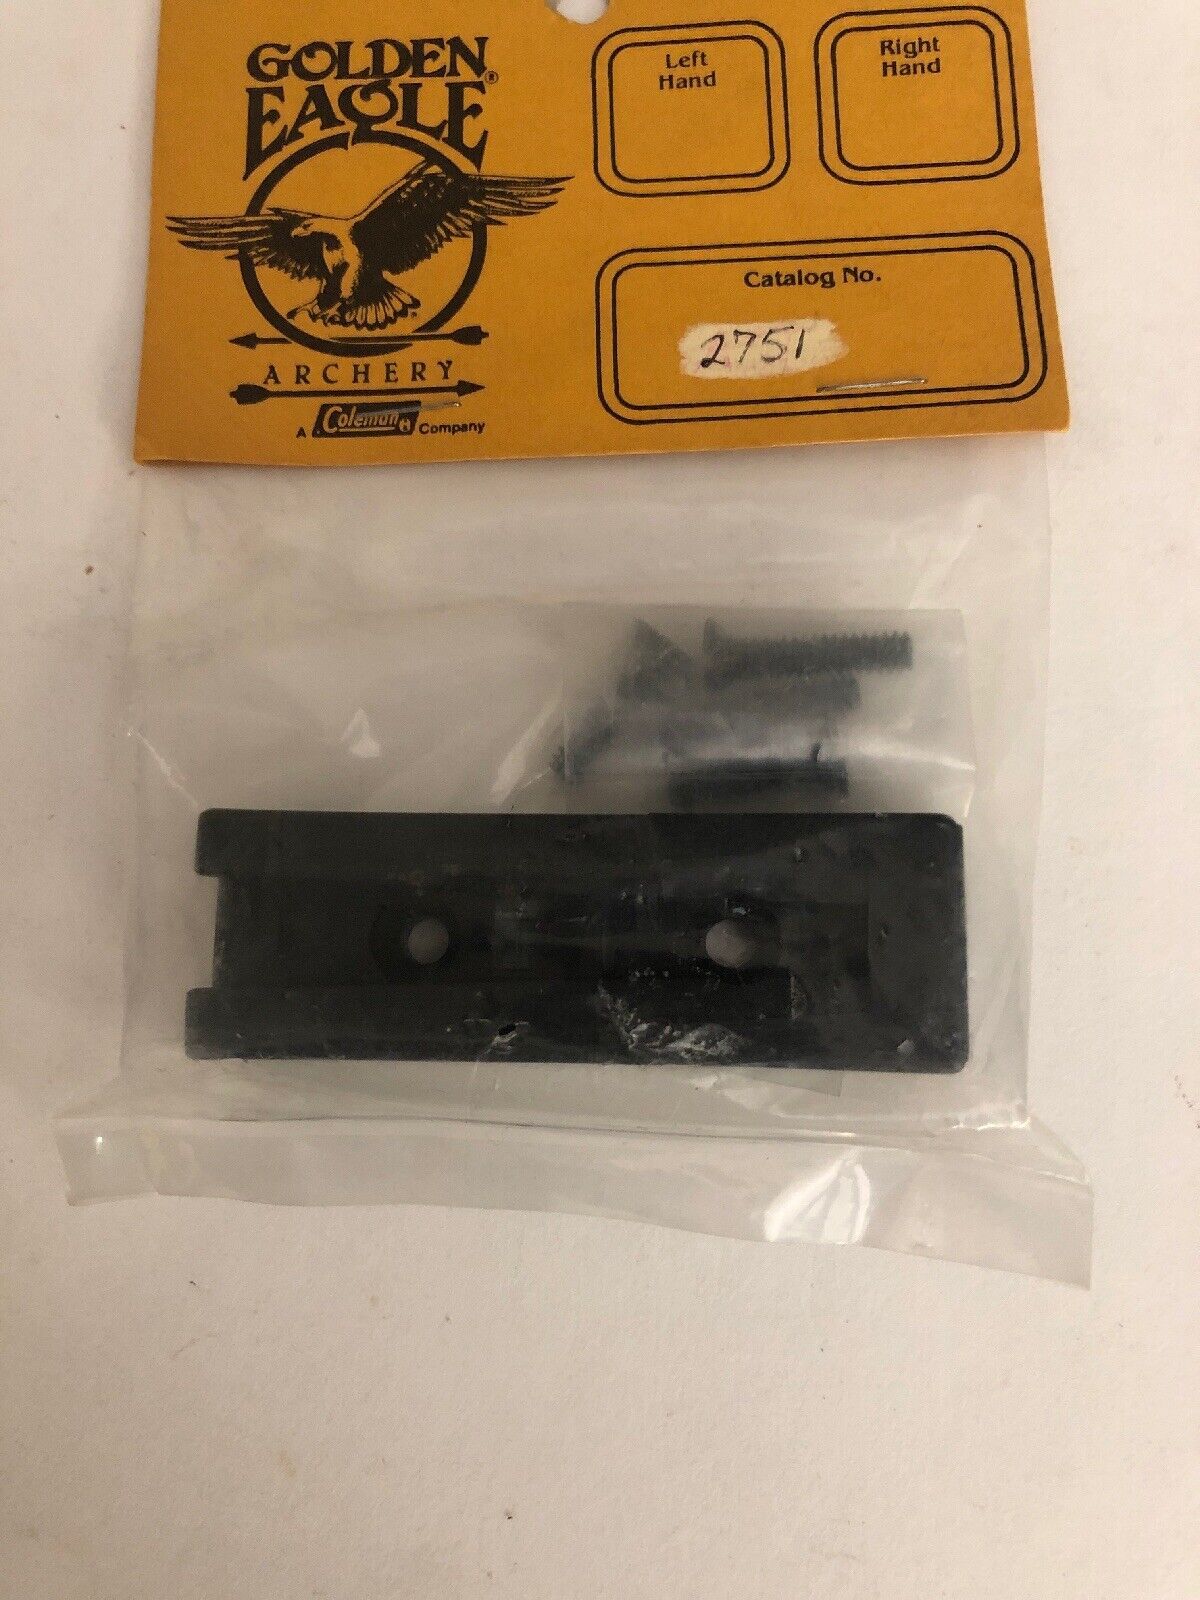 GOLDEN
EAGLE®
ARCHERY
A Coleman Company
Left
Hand
Right
Hand
Catalog No.
2751